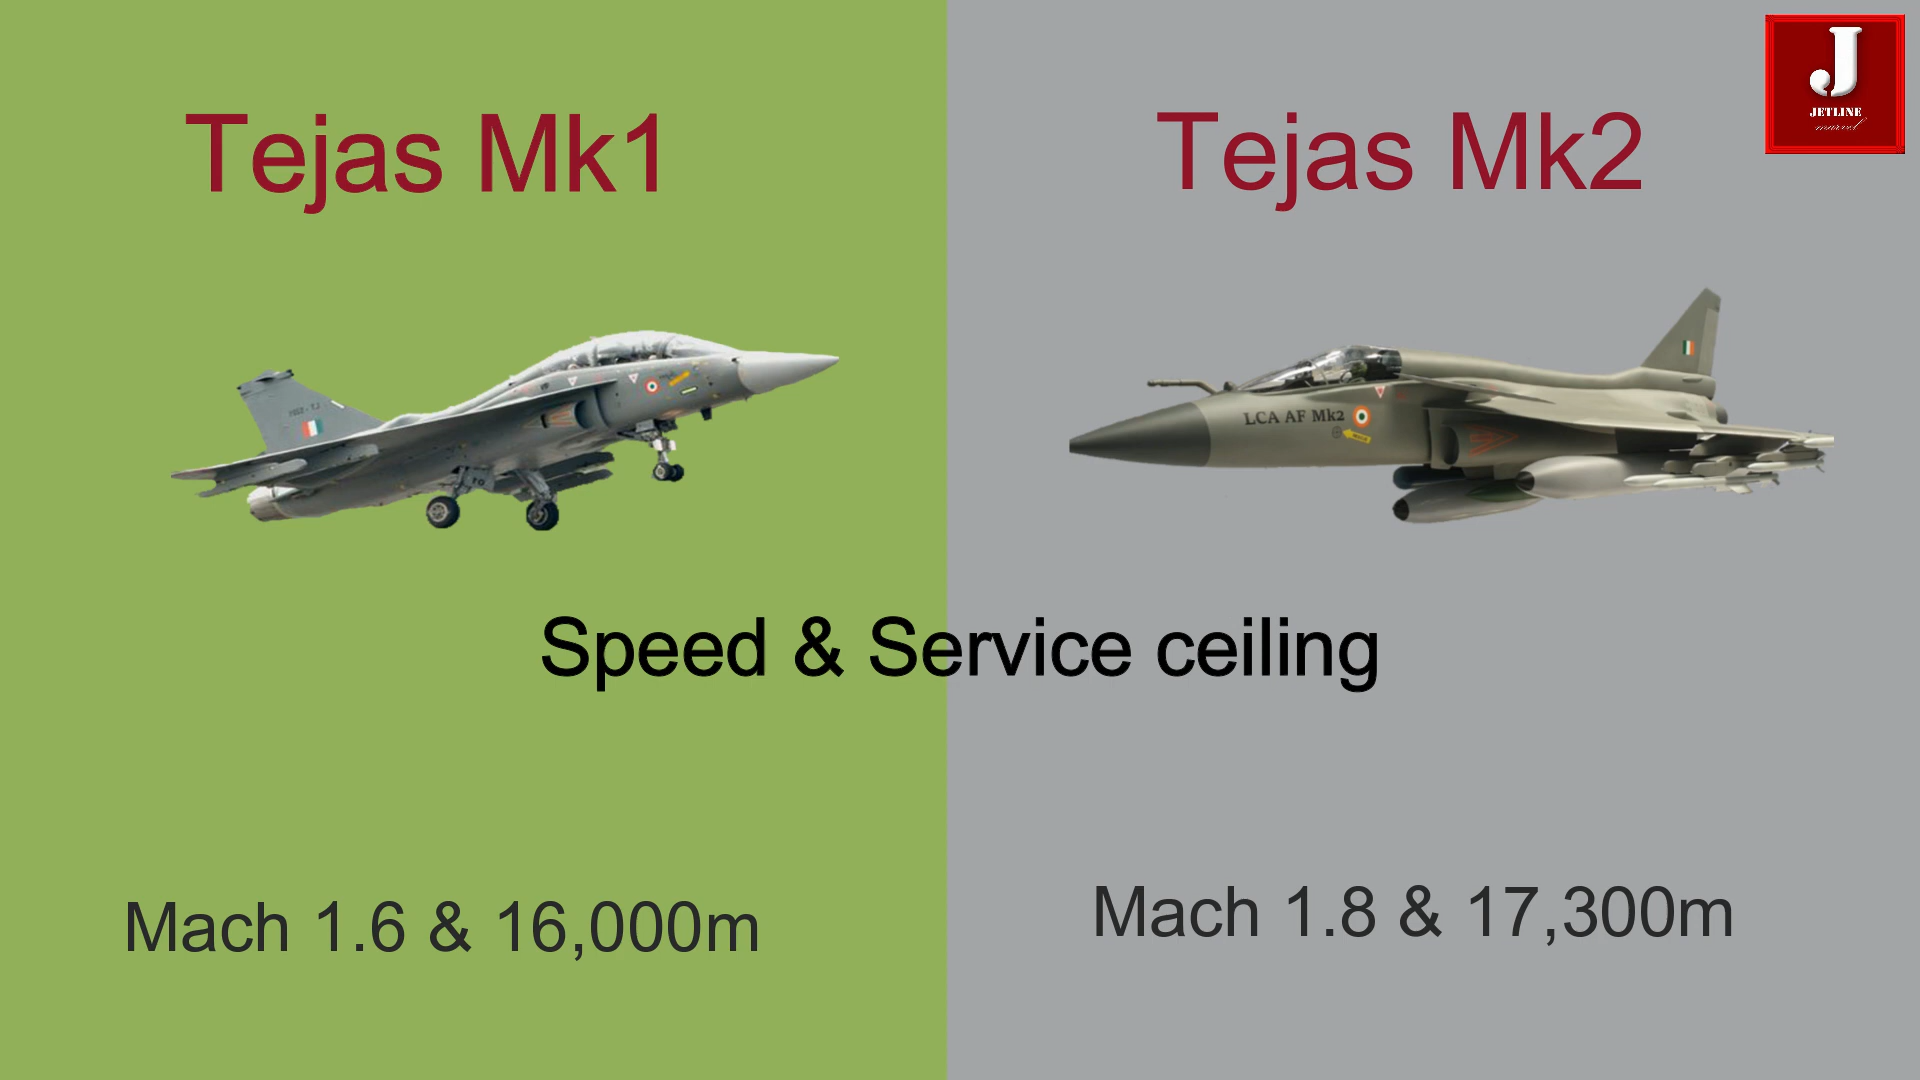 Tejas Mk1
Tejas Mk2
J
JETLINE
marvel
LCA AF Mk2
Speed & Service ceiling
Mach 1.6 & 16,000m
Mach 1.8 & 17,300m